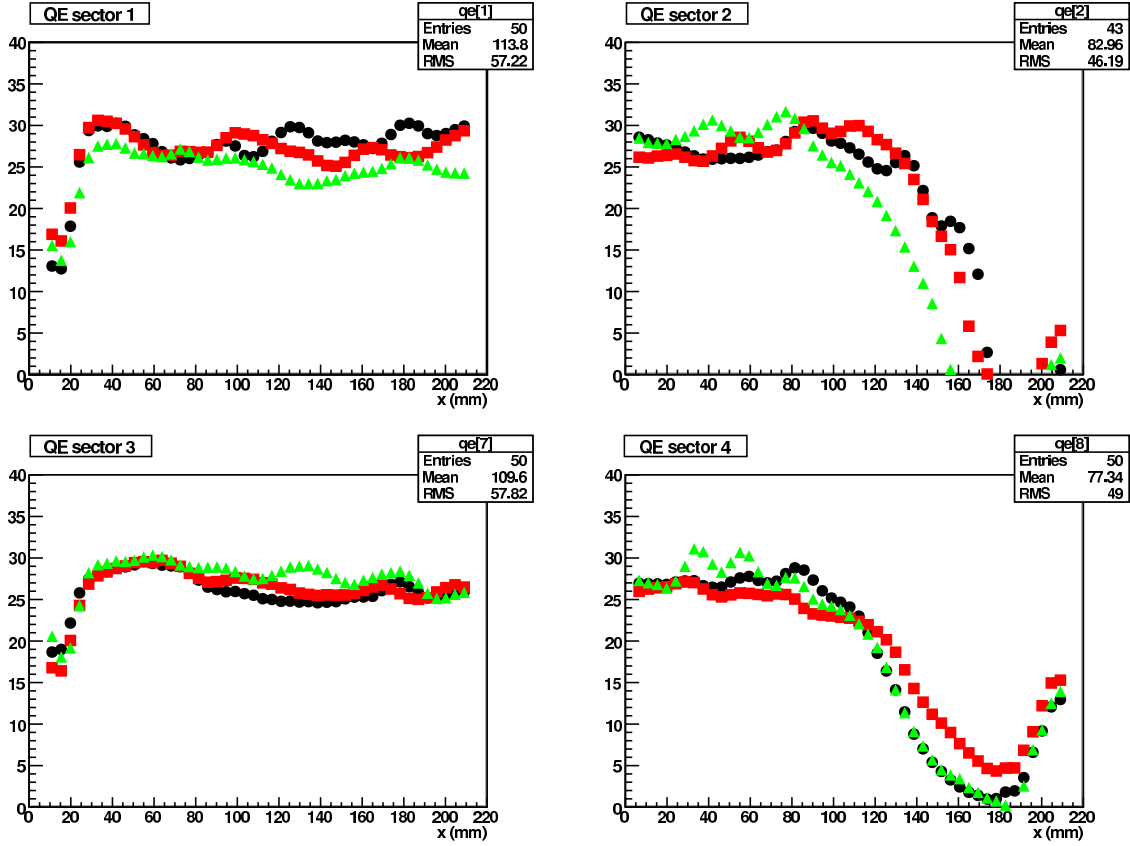 QE sector 1
qe[1]
Entries 50
Mean 113.8
RMS 57.22
40
35
30
25
20
15
10
5
0
0 20 40 60 80 100 120 140 160 180 200 220
x (mm)
QE sector 2
qe[2]
Entries 43
Mean 82.96
RMS 46.19
40
35
30
25
20
15
10
5
0
0 20 40 60 80 100 120 140 160 180 200 220
x (mm)
QE sector 3
qe[7]
Entries 50
Mean 109.6
RMS 57.82
40
35
30
25
20
15
10
5
0
0 20 40 60 80 100 120 140 160 180 200 220
x (mm)
QE sector 4
qe[8]
Entries 50
Mean 77.34
RMS 49
40
35
30
25
20
15
10
5
0
0 20 40 60 80 100 120 140 160 180 200 220
x (mm)